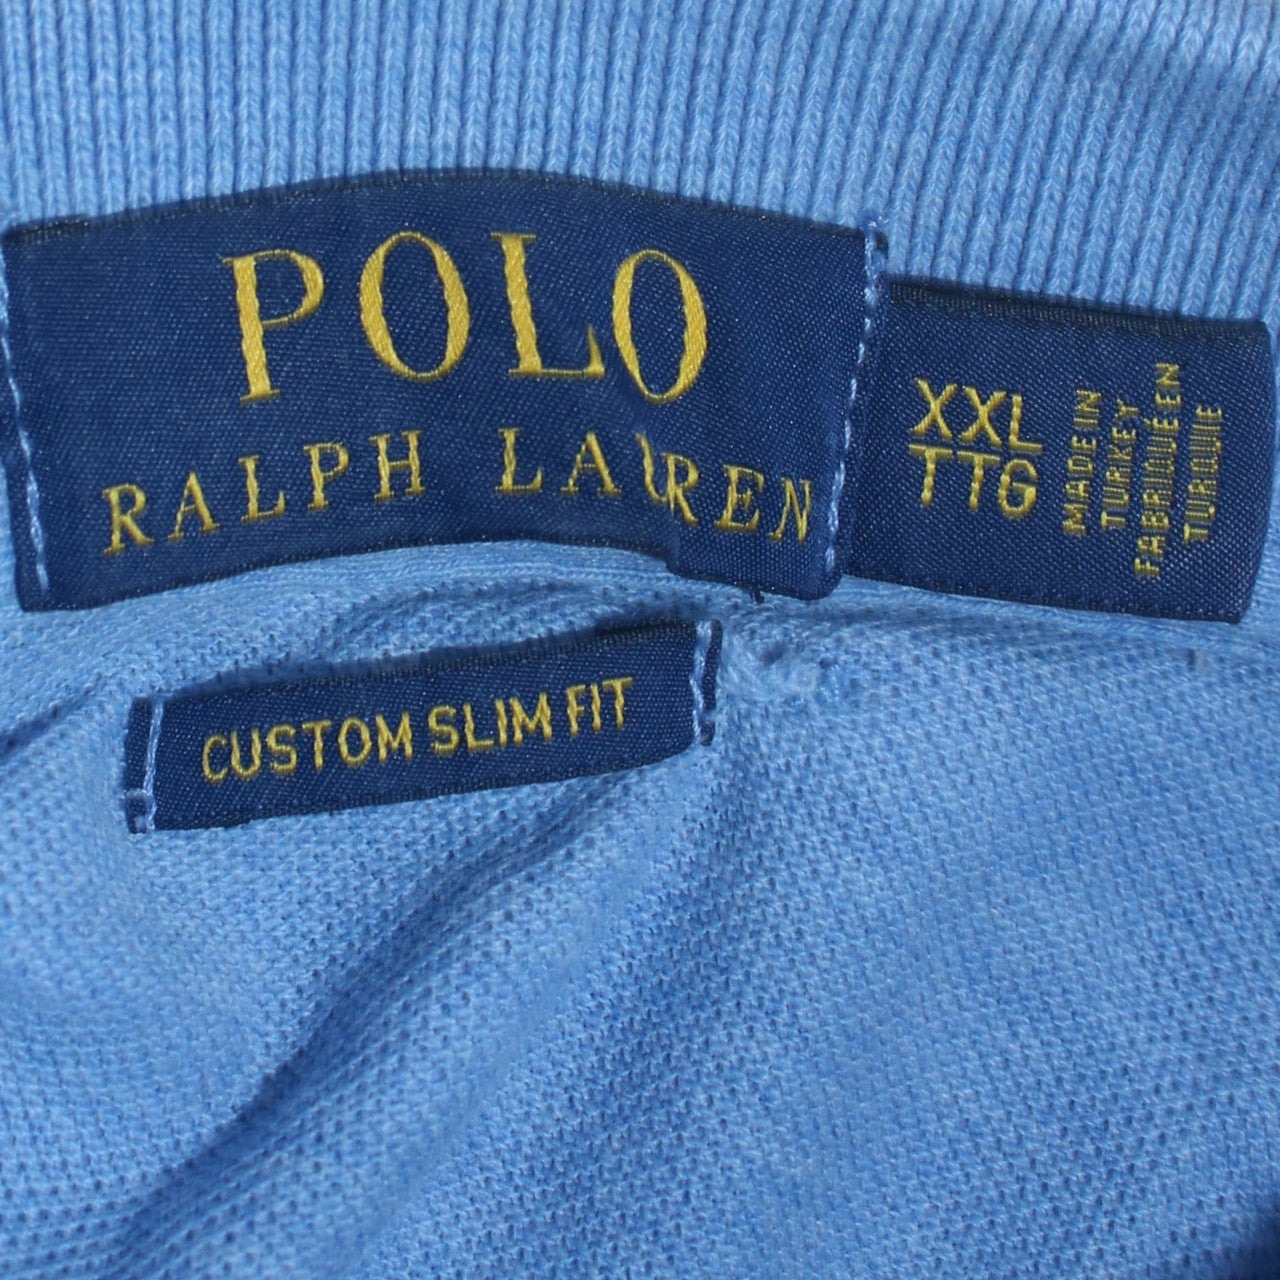 POLO
RALPH LAUREN
XXL
TTG
MADE IN
TURKEY
FABRIQUÉ EN
TURQUIE
CUSTOM SLIM FIT